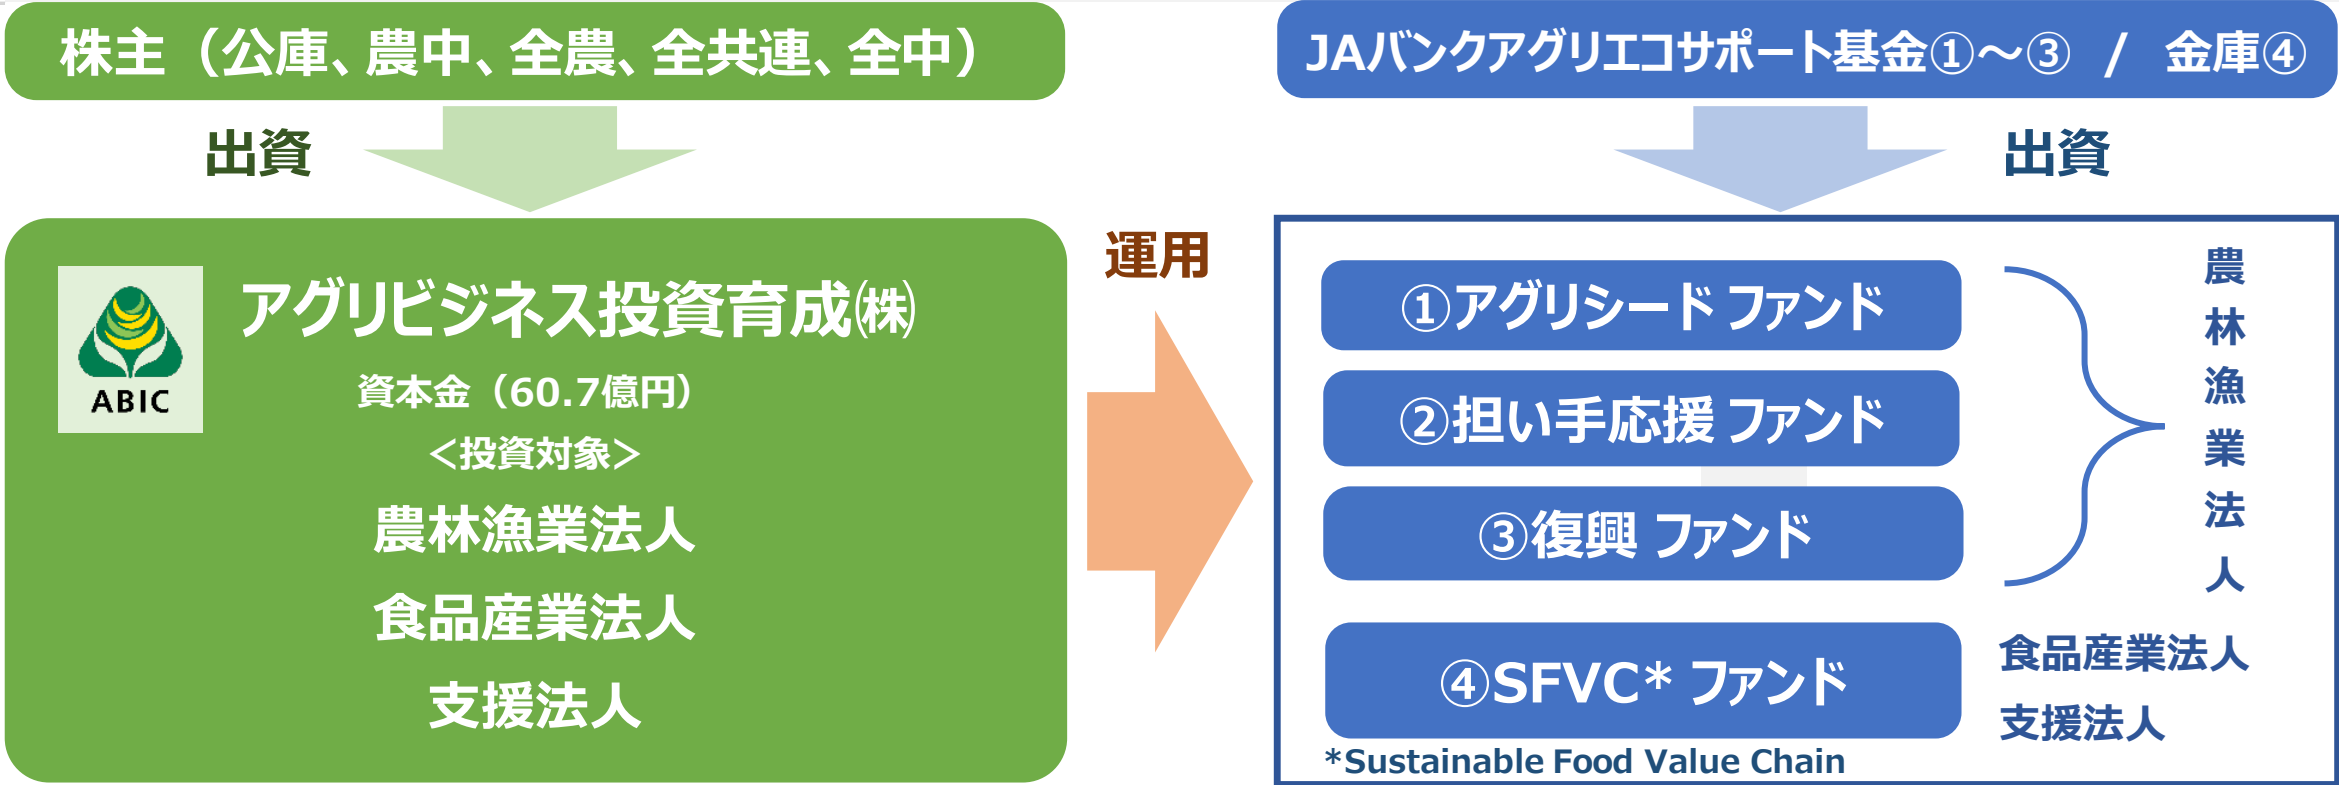 株主（公庫、農中、全農、全共連、全中）
出資
ABIC
アグリビジネス投資育成㈱
資本金（60.7億円）
＜投資対象＞
農林漁業法人
食品産業法人
支援法人
運用
JAバンクアグリエコサポート基金①～③ / 金庫④
出資
①アグリシード ファンド
②担い手応援 ファンド
③復興 ファンド
農林漁業法人
④SFVC* ファンド
食品産業法人
支援法人
*Sustainable Food Value Chain